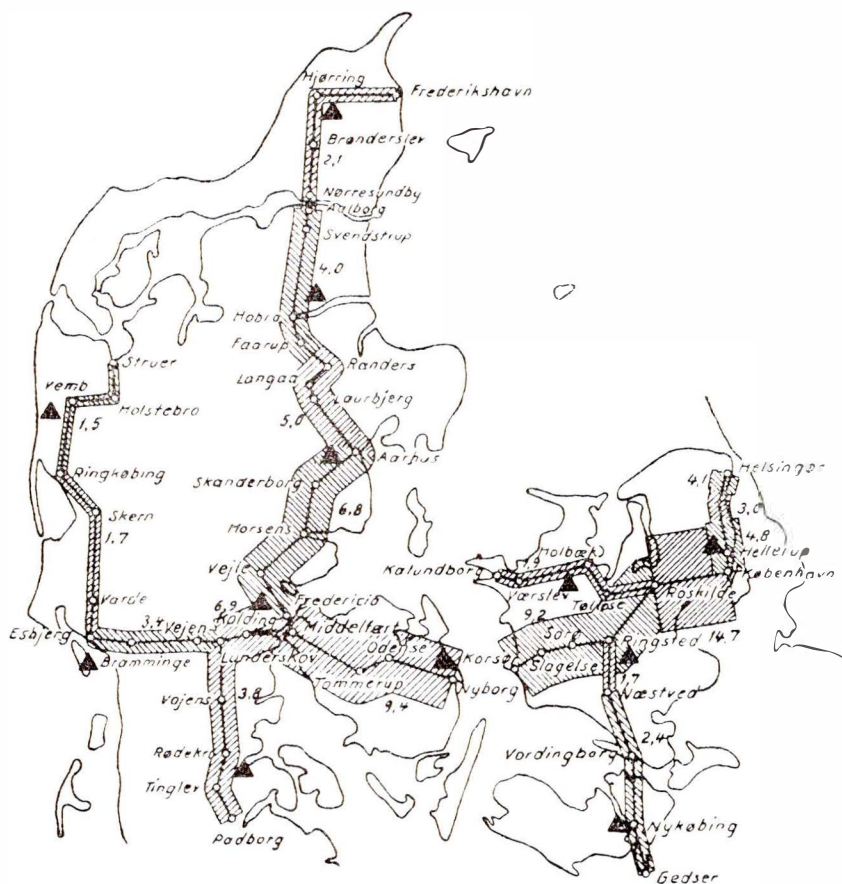 Hjørring
Frederikshavn
Brønderslev
2,1
Nørresundby
Aalborg
Svendstrup
4,0
Hobro
Faarup
Struer
Randers
Langaa
Vemb
Laurbjerg
Holstebro
1,5
5,0
Aarhus
Ringkøbing
Skanderborg
Helsingør
4,1
6,8
3,0
Skern
1,7
Horsens
4,8
Holbæk
Hellerup
1,9
Vejle
Kalundborg
København
Værslev
Roskilde
Tølløse
Varde
6,9
Fredericia
Kolding
9,2
3,4
Vejen
Middelfart
Sorø
Esbjerg
Ringsted
14,7
Odense
Korsør
Bramminge
Lunderskov
Slagelse
Tommerup
Nyborg
1,7
Næstved
Vojens
3,8
9,4
2,4
Rødekr
Vordingborg
Tinglev
Padborg
Nykøbing
Gedser